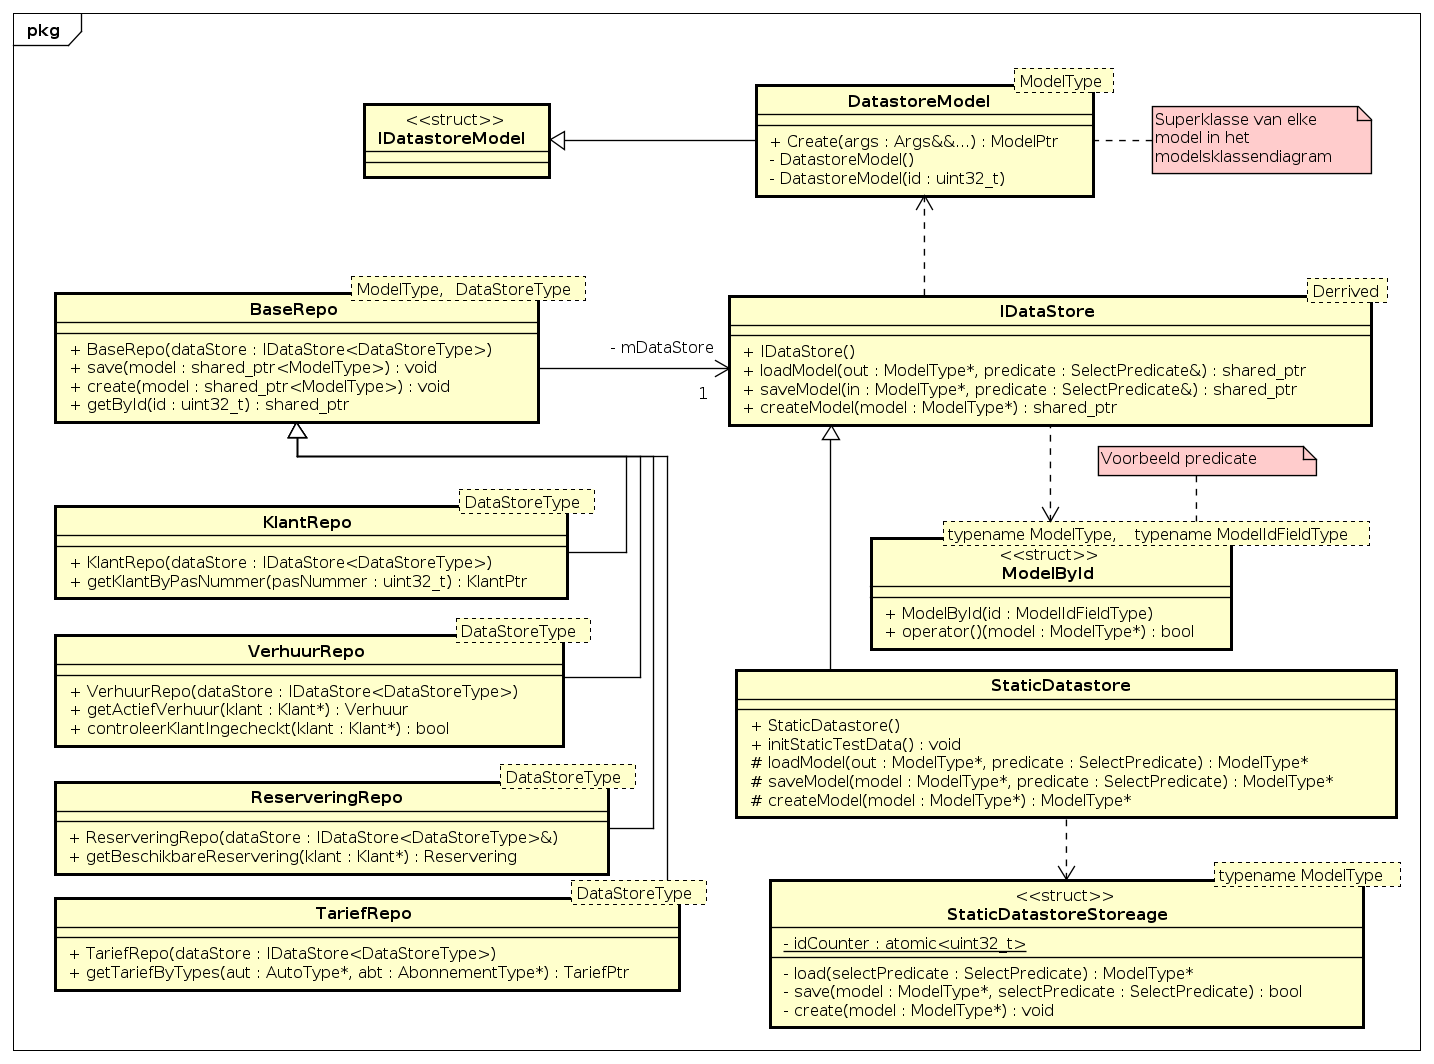 pkg
ModelType
DatastoreModel
+ Create(args : Args&&...) : ModelPtr
- DatastoreModel()
- DatastoreModel(id : uint32_t)
<<struct>>
IDatastoreModel
Superklasse van elke
model in het
modelsklassendiagram
ModelType, DataStoreType
BaseRepo
+ BaseRepo(dataStore : IDataStore<DataStoreType>)
+ save(model : shared_ptr<ModelType>) : void
+ create(model : shared_ptr<ModelType>) : void
+ getById(id : uint32_t) : shared_ptr
- mDataStore
1
Derrived
IDataStore
+ IDataStore()
+ loadModel(out : ModelType*, predicate : SelectPredicate&) : shared_ptr
+ saveModel(in : ModelType*, predicate : SelectPredicate&) : shared_ptr
+ createModel(model : ModelType*) : shared_ptr
Voorbeeld predicate
DataStoreType
KlantRepo
+ KlantRepo(dataStore : IDataStore<DataStoreType>)
+ getKlantByPasNummer(pasNummer : uint32_t) : KlantPtr
typename ModelType, typename ModelIdFieldType
<<struct>>
ModelById
+ ModelById(id : ModelIdFieldType)
+ operator()(model : ModelType*) : bool
DataStoreType
VerhuurRepo
+ VerhuurRepo(dataStore : IDataStore<DataStoreType>)
+ getActiefVerhuur(klant : Klant*) : Verhuur
+ controleerKlantIngecheckt(klant : Klant*) : bool
StaticDatastore
+ StaticDatastore()
+ initStaticTestData() : void
# loadModel(out : ModelType*, predicate : SelectPredicate) : ModelType*
# saveModel(model : ModelType*, predicate : SelectPredicate) : ModelType*
# createModel(model : ModelType*) : ModelType*
DataStoreType
ReserveringRepo
+ ReserveringRepo(dataStore : IDataStore<DataStoreType>&)
+ getBeschikbareReservering(klant : Klant*) : Reservering
DataStoreType
TariefRepo
+ TariefRepo(dataStore : IDataStore<DataStoreType>)
+ getTariefByTypes(aut : AutoType*, abt : AbonnementType*) : TariefPtr
typename ModelType
<<struct>>
StaticDatastoreStoreage
- idCounter : atomic<uint32_t>
- load(selectPredicate : SelectPredicate) : ModelType*
- save(model : ModelType*, selectPredicate : SelectPredicate) : bool
- create(model : ModelType*) : void